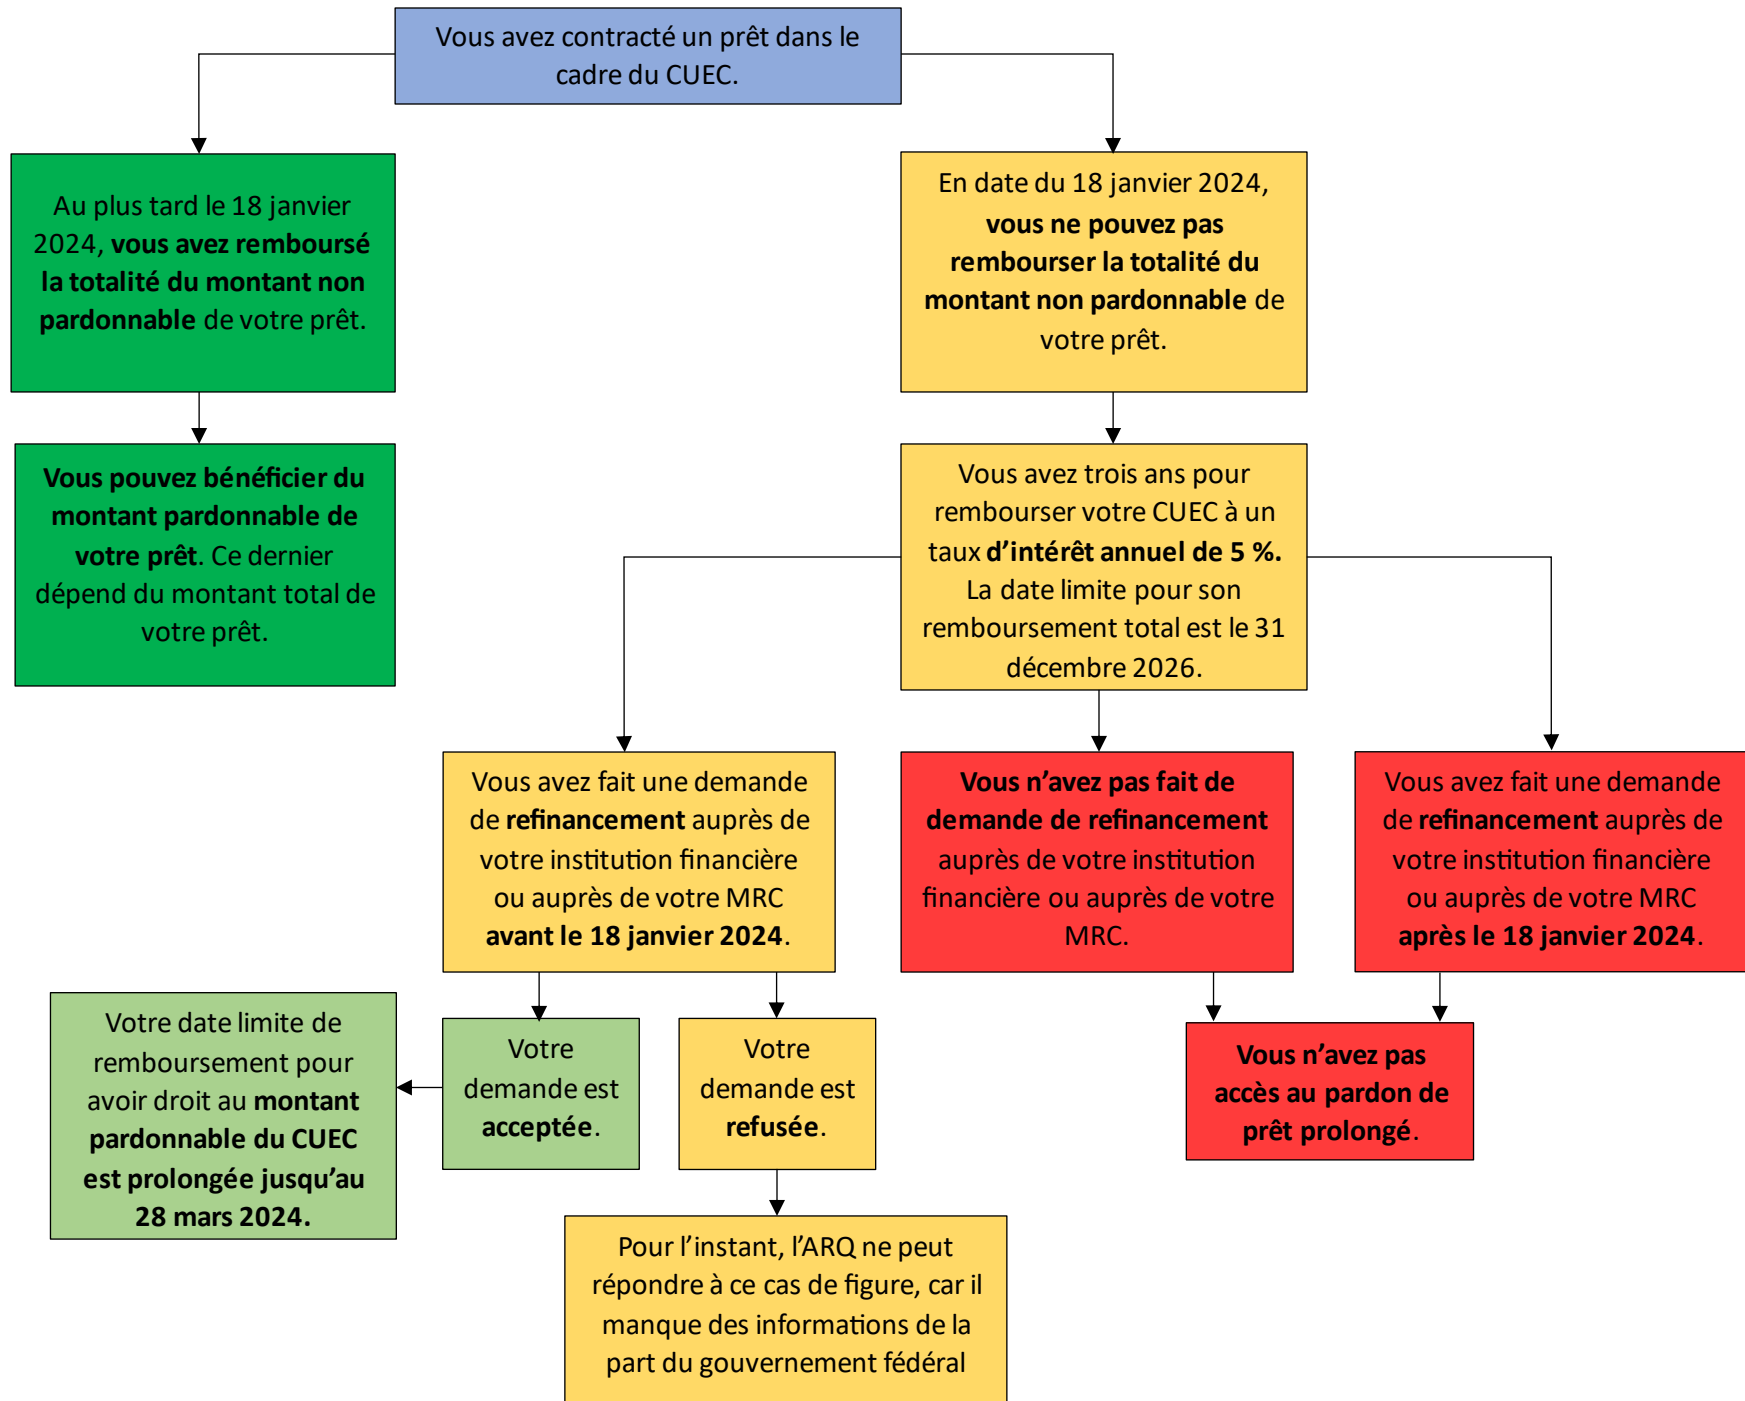 Vous avez contracté un prêt dans le
cadre du CUEC.
Au plus tard le 18 janvier
2024, vous avez remboursé
la totalité du montant non
pardonnable de votre prêt.
En date du 18 janvier 2024,
vous ne pouvez pas
rembourser la totalité du
montant non pardonnable de
votre prêt.
Vous pouvez bénéficier du
montant pardonnable de
votre prêt. Ce dernier
dépend du montant total de
votre prêt.
Vous avez trois ans pour
rembourser votre CUEC à un
taux d'intérêt annuel de 5 %.
La date limite pour son
remboursement total est le 31
décembre 2026.
Vous avez fait une demande
de refinancement auprès de
votre institution financière
ou auprès de votre MRC
avant le 18 janvier 2024.
Vous n'avez pas fait de
demande de refinancement
auprès de votre institution
financière ou auprès de votre
MRC.
Vous avez fait une demande
de refinancement auprès de
votre institution financière
ou auprès de votre MRC
après le 18 janvier 2024.
Votre date limite de
remboursement pour
avoir droit au montant
pardonnable du CUEC
est prolongée jusqu'au
28 mars 2024.
Votre
demande est
acceptée.
Votre
demande est
refusée.
Vous n'avez pas
accès au pardon de
prêt prolongé.
Pour l'instant, l'ARQ ne peut
répondre à ce cas de figure, car il
manque des informations de la
part du gouvernement fédéral